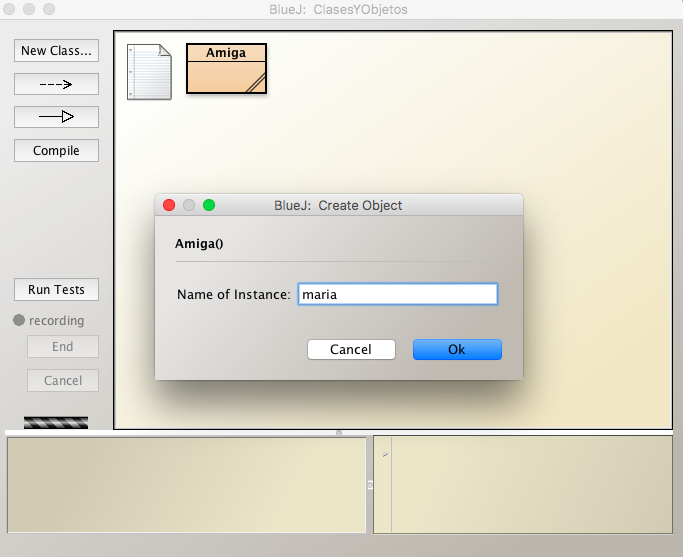 BlueJ: ClasesYObjetos
New Class...
Compile
Run Tests
recording
End
Cancel
Amiga
BlueJ: Create Object
Amiga()
Name of Instance: maria
Cancel Ok